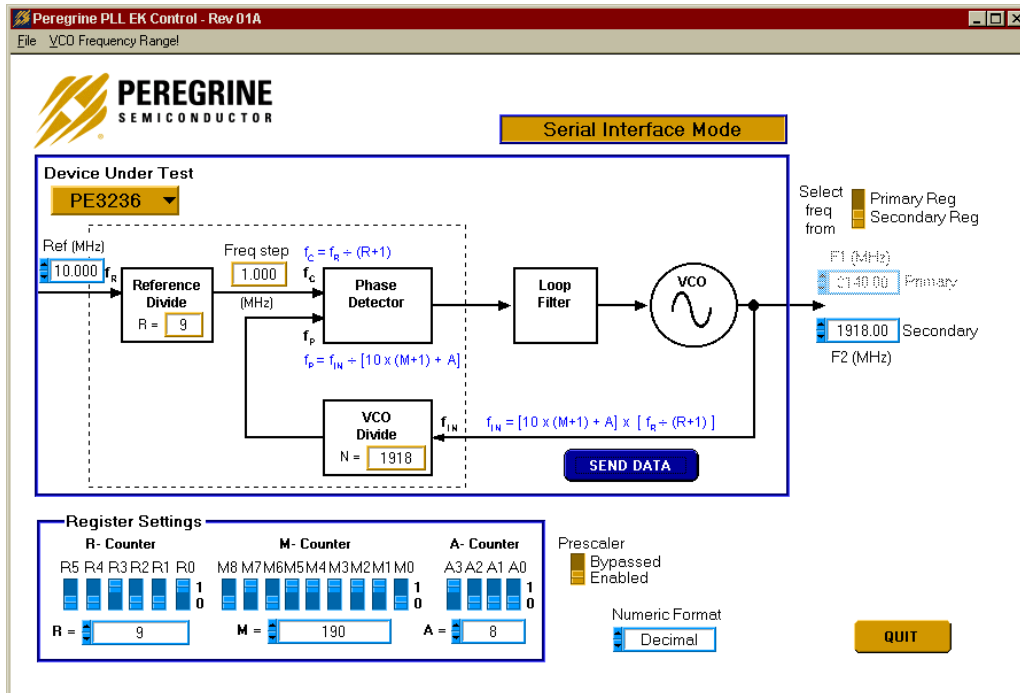 Peregrine PLL EK Control - Rev 01A
File VCO Frequency Range!
PEREGRINE
SEMICONDUCTOR
Serial Interface Mode
Device Under Test
PE3236
Select
freq
from
Primary Reg
Secondary Reg
Ref (MHz)
10.000
fR
Reference
Divide
R = 9
Freq step
1.000
(MHz)
fC = fR ÷ (R+1)
fC
Phase
Detector
fP
fP = fIN ÷ [10 x (M+1) + A]
Loop
Filter
VCO
F1 (MHz)
2140.00 Primary
1918.00 Secondary
F2 (MHz)
VCO
Divide
N = 1918
fIN
fIN = [10 x (M+1) + A] x [ fR ÷ (R+1) ]
SEND DATA
Register Settings
R- Counter
R5 R4 R3 R2 R1 R0
1
0
R = 9
M- Counter
M8 M7 M6 M5 M4 M3 M2 M1 M0
1
0
M = 190
A- Counter
A3 A2 A1 A0
1
0
A = 8
Prescaler
Bypassed
Enabled
Numeric Format
Decimal
QUIT